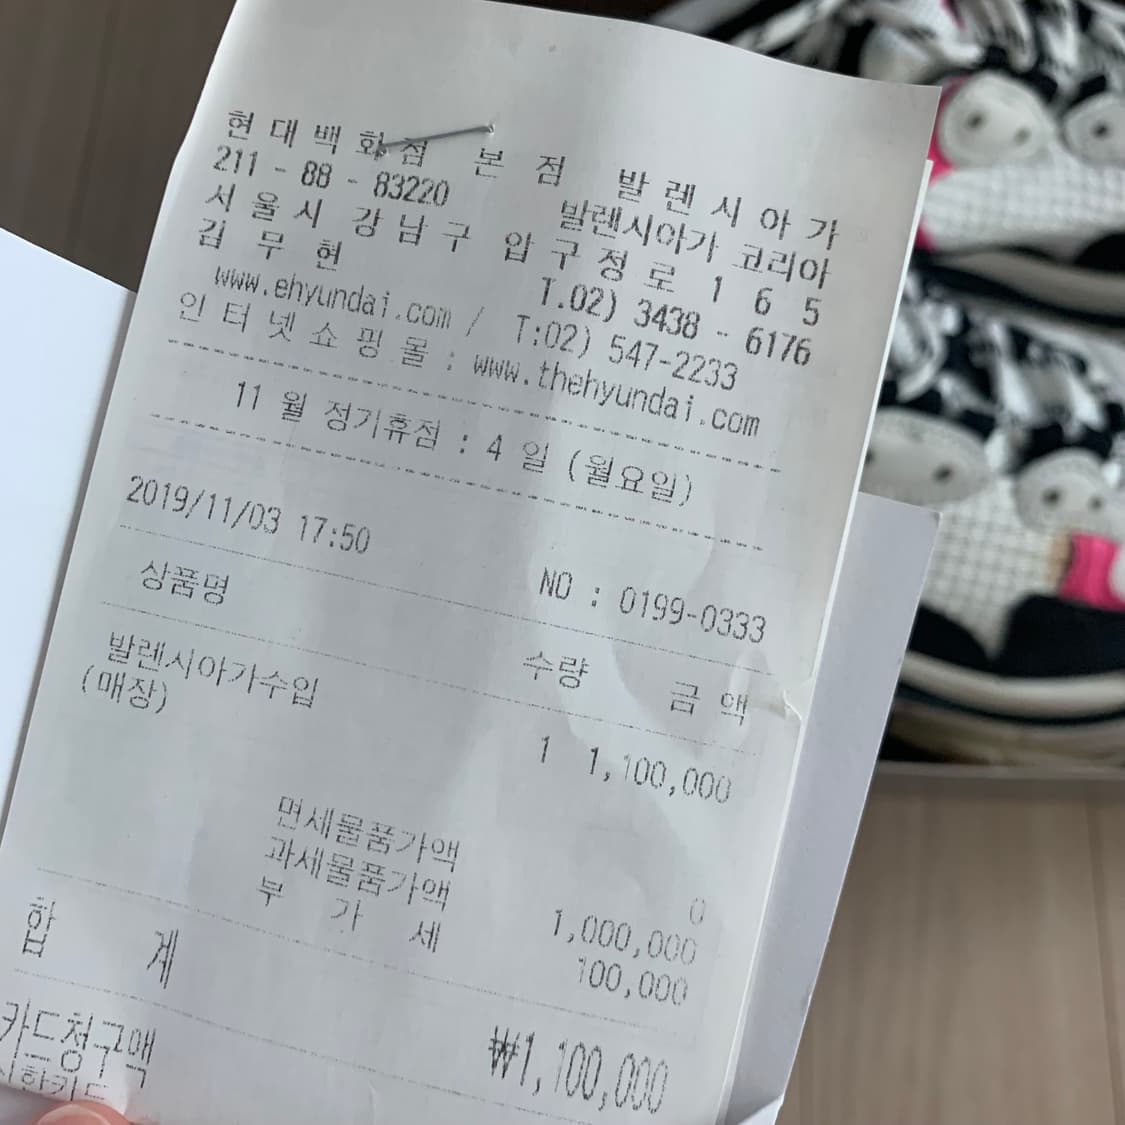 현대백화점 본점 발렌시아가
211 - 88 - 83220 발렌시아가 코리아
서울시 강남구 압구정로 165
김무헌 T.02) 3438 - 6176
www.ehyundai.com / T:02) 547-2233
인터넷쇼핑몰 : www.thehyundai.com
11 월 정기휴점 : 4 일 (월요일)
2019/11/03 17:50 NO : 0199-0333
상품명 수량 금액
발렌시아가수입
(매장) 1 1,100,000
면세물품가액 0
과세물품가액 1,000,000
부 가 세 100,000
합 계 ₩1,100,000
카드청구액
신한카드